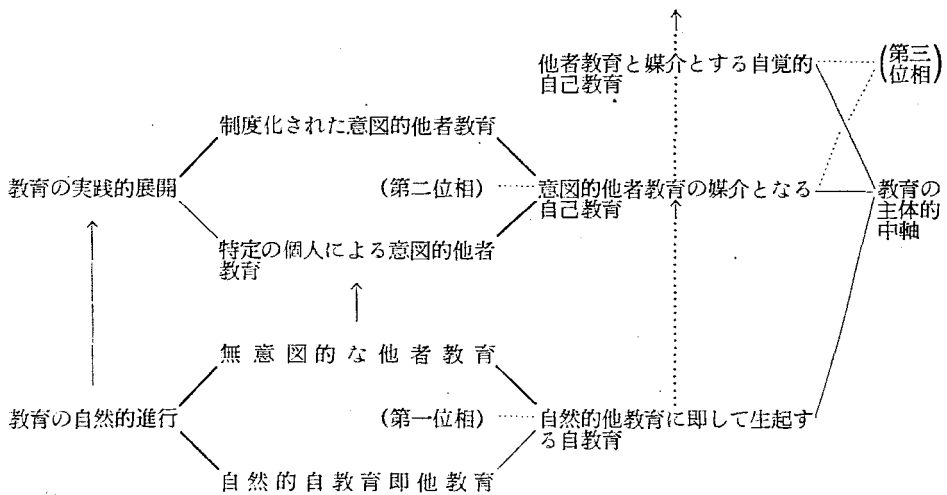 他者教育と媒介とする自覚的
自己教育
(第三
位相)
制度化された意図的他者教育
教育の実践的展開
(第二位相)
意図的他者教育の媒介となる
自己教育
教育の
主体的
中軸
特定の個人による意図的他者
教育
無意図的な他者教育
教育の自然的進行
(第一位相)
自然的他教育に即して生起す
る自教育
自然的自教育即他教育